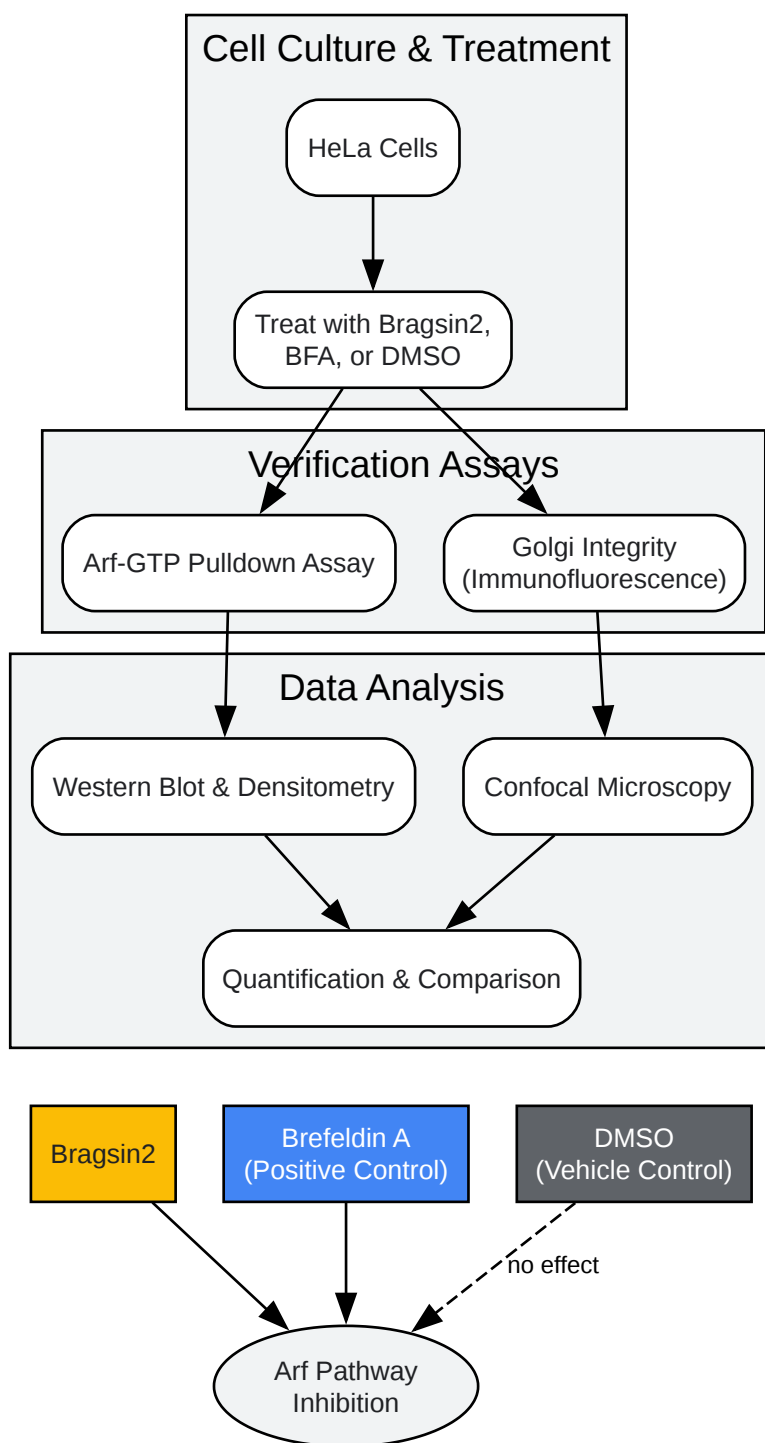 Cell Culture & Treatment
HeLa Cells
Treat with Bragsin2,
BFA, or DMSO
Verification Assays
Arf-GTP Pulldown Assay
Golgi Integrity
(Immunofluorescence)
Data Analysis
Western Blot & Densitometry
Confocal Microscopy
Quantification & Comparison
Bragsin2
Brefeldin A
(Positive Control)
DMSO
(Vehicle Control)
no effect
Arf Pathway
Inhibition